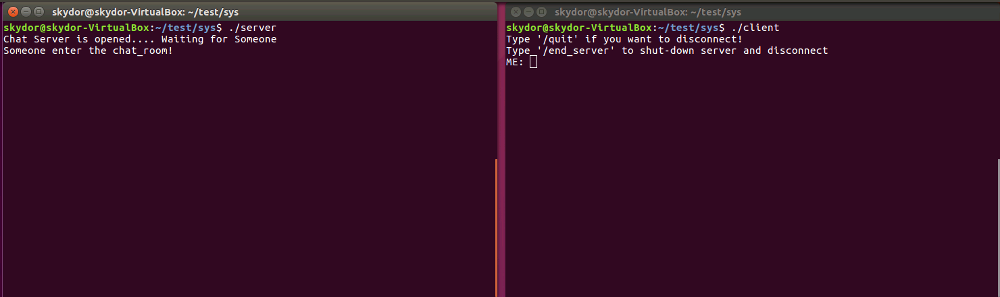 skydor@skydor-VirtualBox: ~/test/sys
skydor@skydor-VirtualBox:~/test/sys$ ./server
Chat Server is opened.... Waiting for Someone
Someone enter the chat_room!
skydor@skydor-VirtualBox: ~/test/sys
skydor@skydor-VirtualBox:~/test/sys$ ./client
Type '/quit' if you want to disconnect!
Type '/end_server' to shut-down server and disconnect
ME: